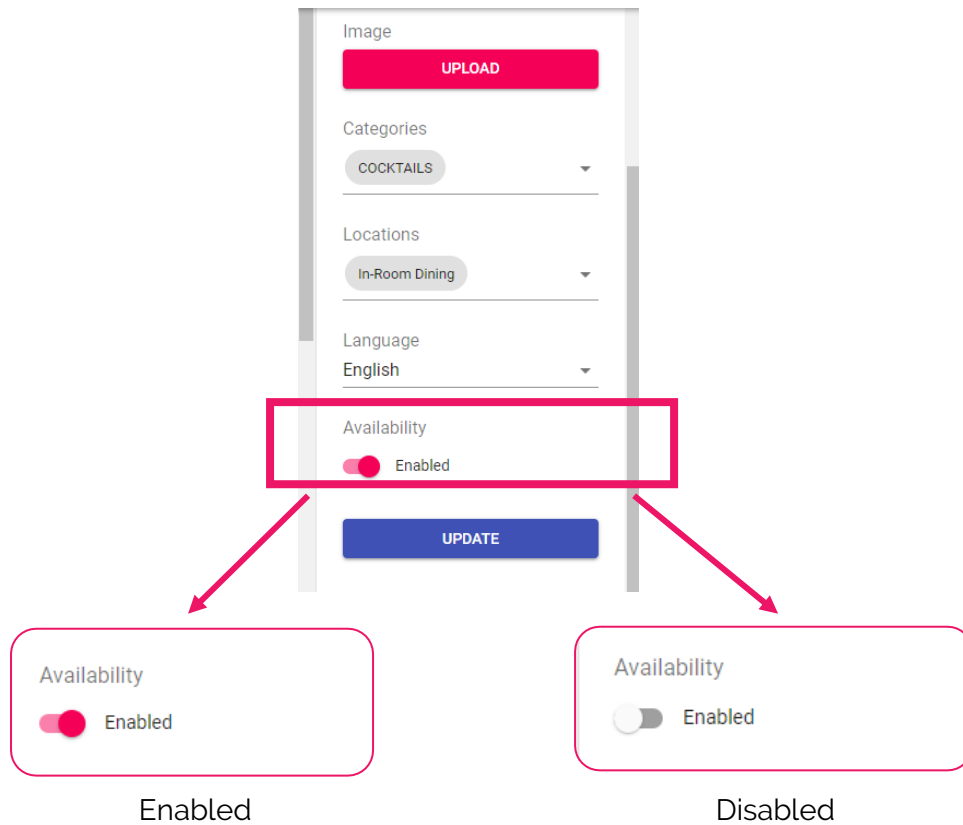 Image
UPLOAD
Categories
COCKTAILS
Locations
In-Room Dining
Language
English
Availability
Enabled
UPDATE
Availability
Enabled
Enabled
Availability
Enabled
Disabled